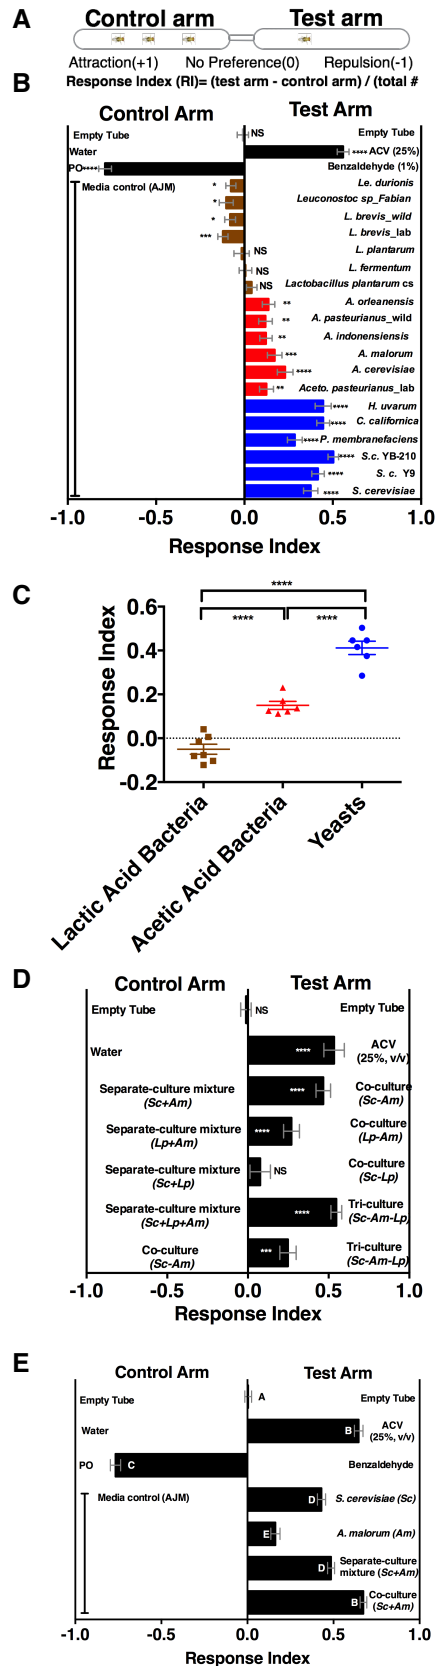 A
Control arm Test arm
Attraction(+1) No Preference(0) Repulsion(-1)
Response Index (RI)= (test arm - control arm) / (total #
B
Control Arm Test Arm
Empty Tube NS Empty Tube
Water **** ACV (25%)
PO **** Benzaldehyde (1%)
Media control (AJM) * Le. durionis
* Leuconostoc sp_Fabian
* L. brevis_wild
*** L. brevis_lab
NS L. plantarum
NS L. fermentum
NS Lactobacillus plantarum cs
** A. orleanensis
** A. pasteurianus_wild
** A. indonensiensis
*** A. malorum
**** A. cerevisiae
** Aceto. pasteurianus_lab
**** H. uvarum
**** C. californica
**** P. membranefaciens
**** S.c. YB-210
**** S.c. Y9
**** S. cerevisiae
-1.0 -0.5 0.0 0.5 1.0
Response Index
C
****
**** ****
0.6
0.4
0.2
0.0
-0.2
Response Index
Lactic Acid Bacteria
Acetic Acid Bacteria
Yeasts
D
Control Arm Test Arm
Empty Tube NS Empty Tube
Water **** ACV
(25%, v/v)
Separate-culture mixture **** Co-culture
(Sc+Am) (Sc-Am)
Separate-culture mixture **** Co-culture
(Lp+Am) (Lp-Am)
Separate-culture mixture NS Co-culture
(Sc+Lp) (Sc-Lp)
Separate-culture mixture **** Tri-culture
(Sc+Lp+Am) (Sc-Am-Lp)
Co-culture *** Tri-culture
(Sc-Am) (Sc-Am-Lp)
-1.0 -0.5 0.0 0.5 1.0
Response Index
E
Control Arm Test Arm
Empty Tube A Empty Tube
Water B ACV
(25%, v/v)
PO C Benzaldehyde
Media control (AJM) D S. cerevisiae (Sc)
E A. malorum (Am)
D Separate-culture
mixture (Sc+Am)
B Co-culture
(Sc+Am)
-1.0 -0.5 0.0 0.5 1.0
Response Index